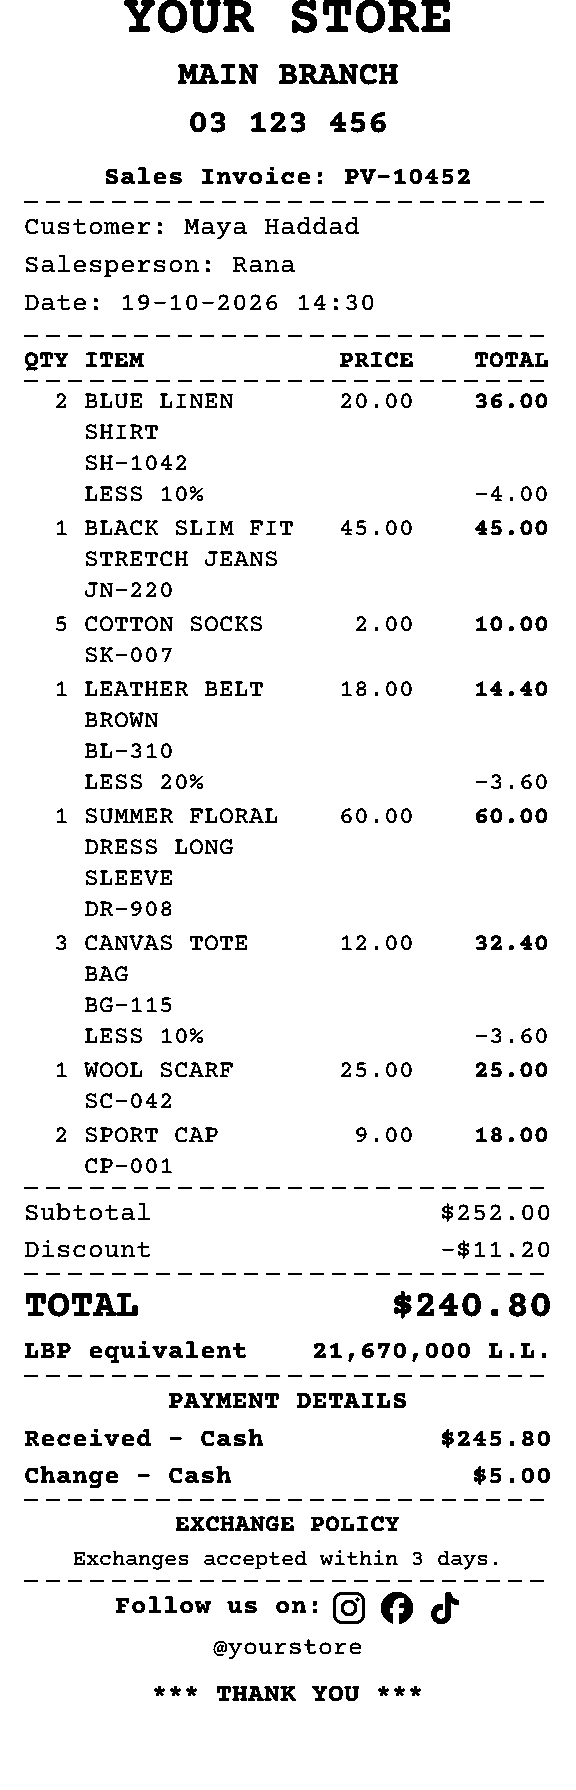 YOUR STORE
MAIN BRANCH
03 123 456
Sales Invoice: PV-10452
Customer: Maya Haddad
Salesperson: Rana
Date: 19-10-2026 14:30
QTY ITEM PRICE TOTAL
2 BLUE LINEN 20.00 36.00
SHIRT
SH-1042
LESS 10% -4.00
1 BLACK SLIM FIT 45.00 45.00
STRETCH JEANS
JN-220
5 COTTON SOCKS 2.00 10.00
SK-007
1 LEATHER BELT 18.00 14.40
BROWN
BL-310
LESS 20% -3.60
1 SUMMER FLORAL 60.00 60.00
DRESS LONG
SLEEVE
DR-908
3 CANVAS TOTE 12.00 32.40
BAG
BG-115
LESS 10% -3.60
1 WOOL SCARF 25.00 25.00
SC-042
2 SPORT CAP 9.00 18.00
CP-001
Subtotal $252.00
Discount -$11.20
TOTAL $240.80
LBP equivalent 21,670,000 L.L.
PAYMENT DETAILS
Received - Cash $245.80
Change - Cash $5.00
EXCHANGE POLICY
Exchanges accepted within 3 days.
Follow us on:
@yourstore
*** THANK YOU ***